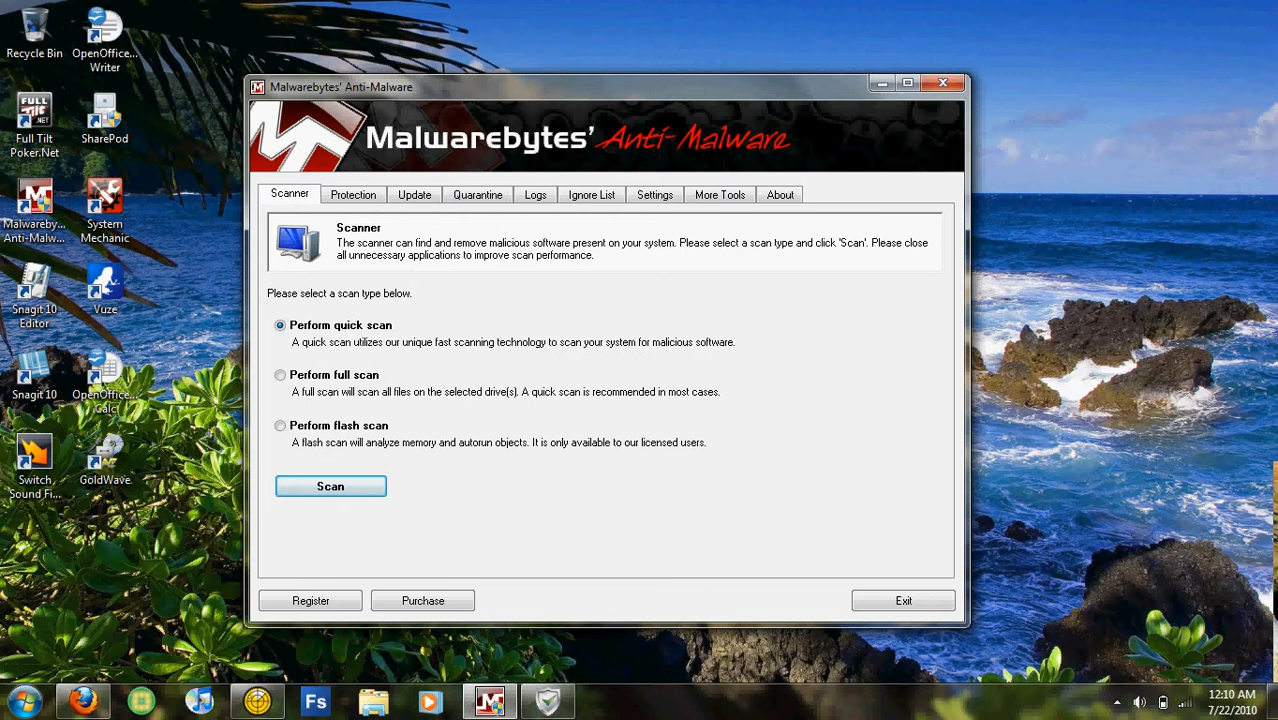 Recycle Bin
OpenOffice... Writer
Full Tilt Poker.Net
SharePod
Malwareby... Anti-Malw...
System Mechanic
Snagit 10 Editor
Vuze
Snagit 10
OpenOffice... Calc
Switch Sound Fi...
GoldWave
FULL TILT .NET
Malwarebytes' Anti-Malware
Malwarebytes' Anti-Malware
Scanner
Protection
Update
Quarantine
Logs
Ignore List
Settings
More Tools
About
Scanner
The scanner can find and remove malicious software present on your system. Please select a scan type and click 'Scan'. Please close
all unnecessary applications to improve scan performance.
Please select a scan type below.
Perform quick scan
A quick scan utilizes our unique fast scanning technology to scan your system for malicious software.
Perform full scan
A full scan will scan all files on the selected drive(s). A quick scan is recommended in most cases.
Perform flash scan
A flash scan will analyze memory and autorun objects. It is only available to our licensed users.
Scan
Register
Purchase
Exit
Fs
12:10 AM
7/22/2010